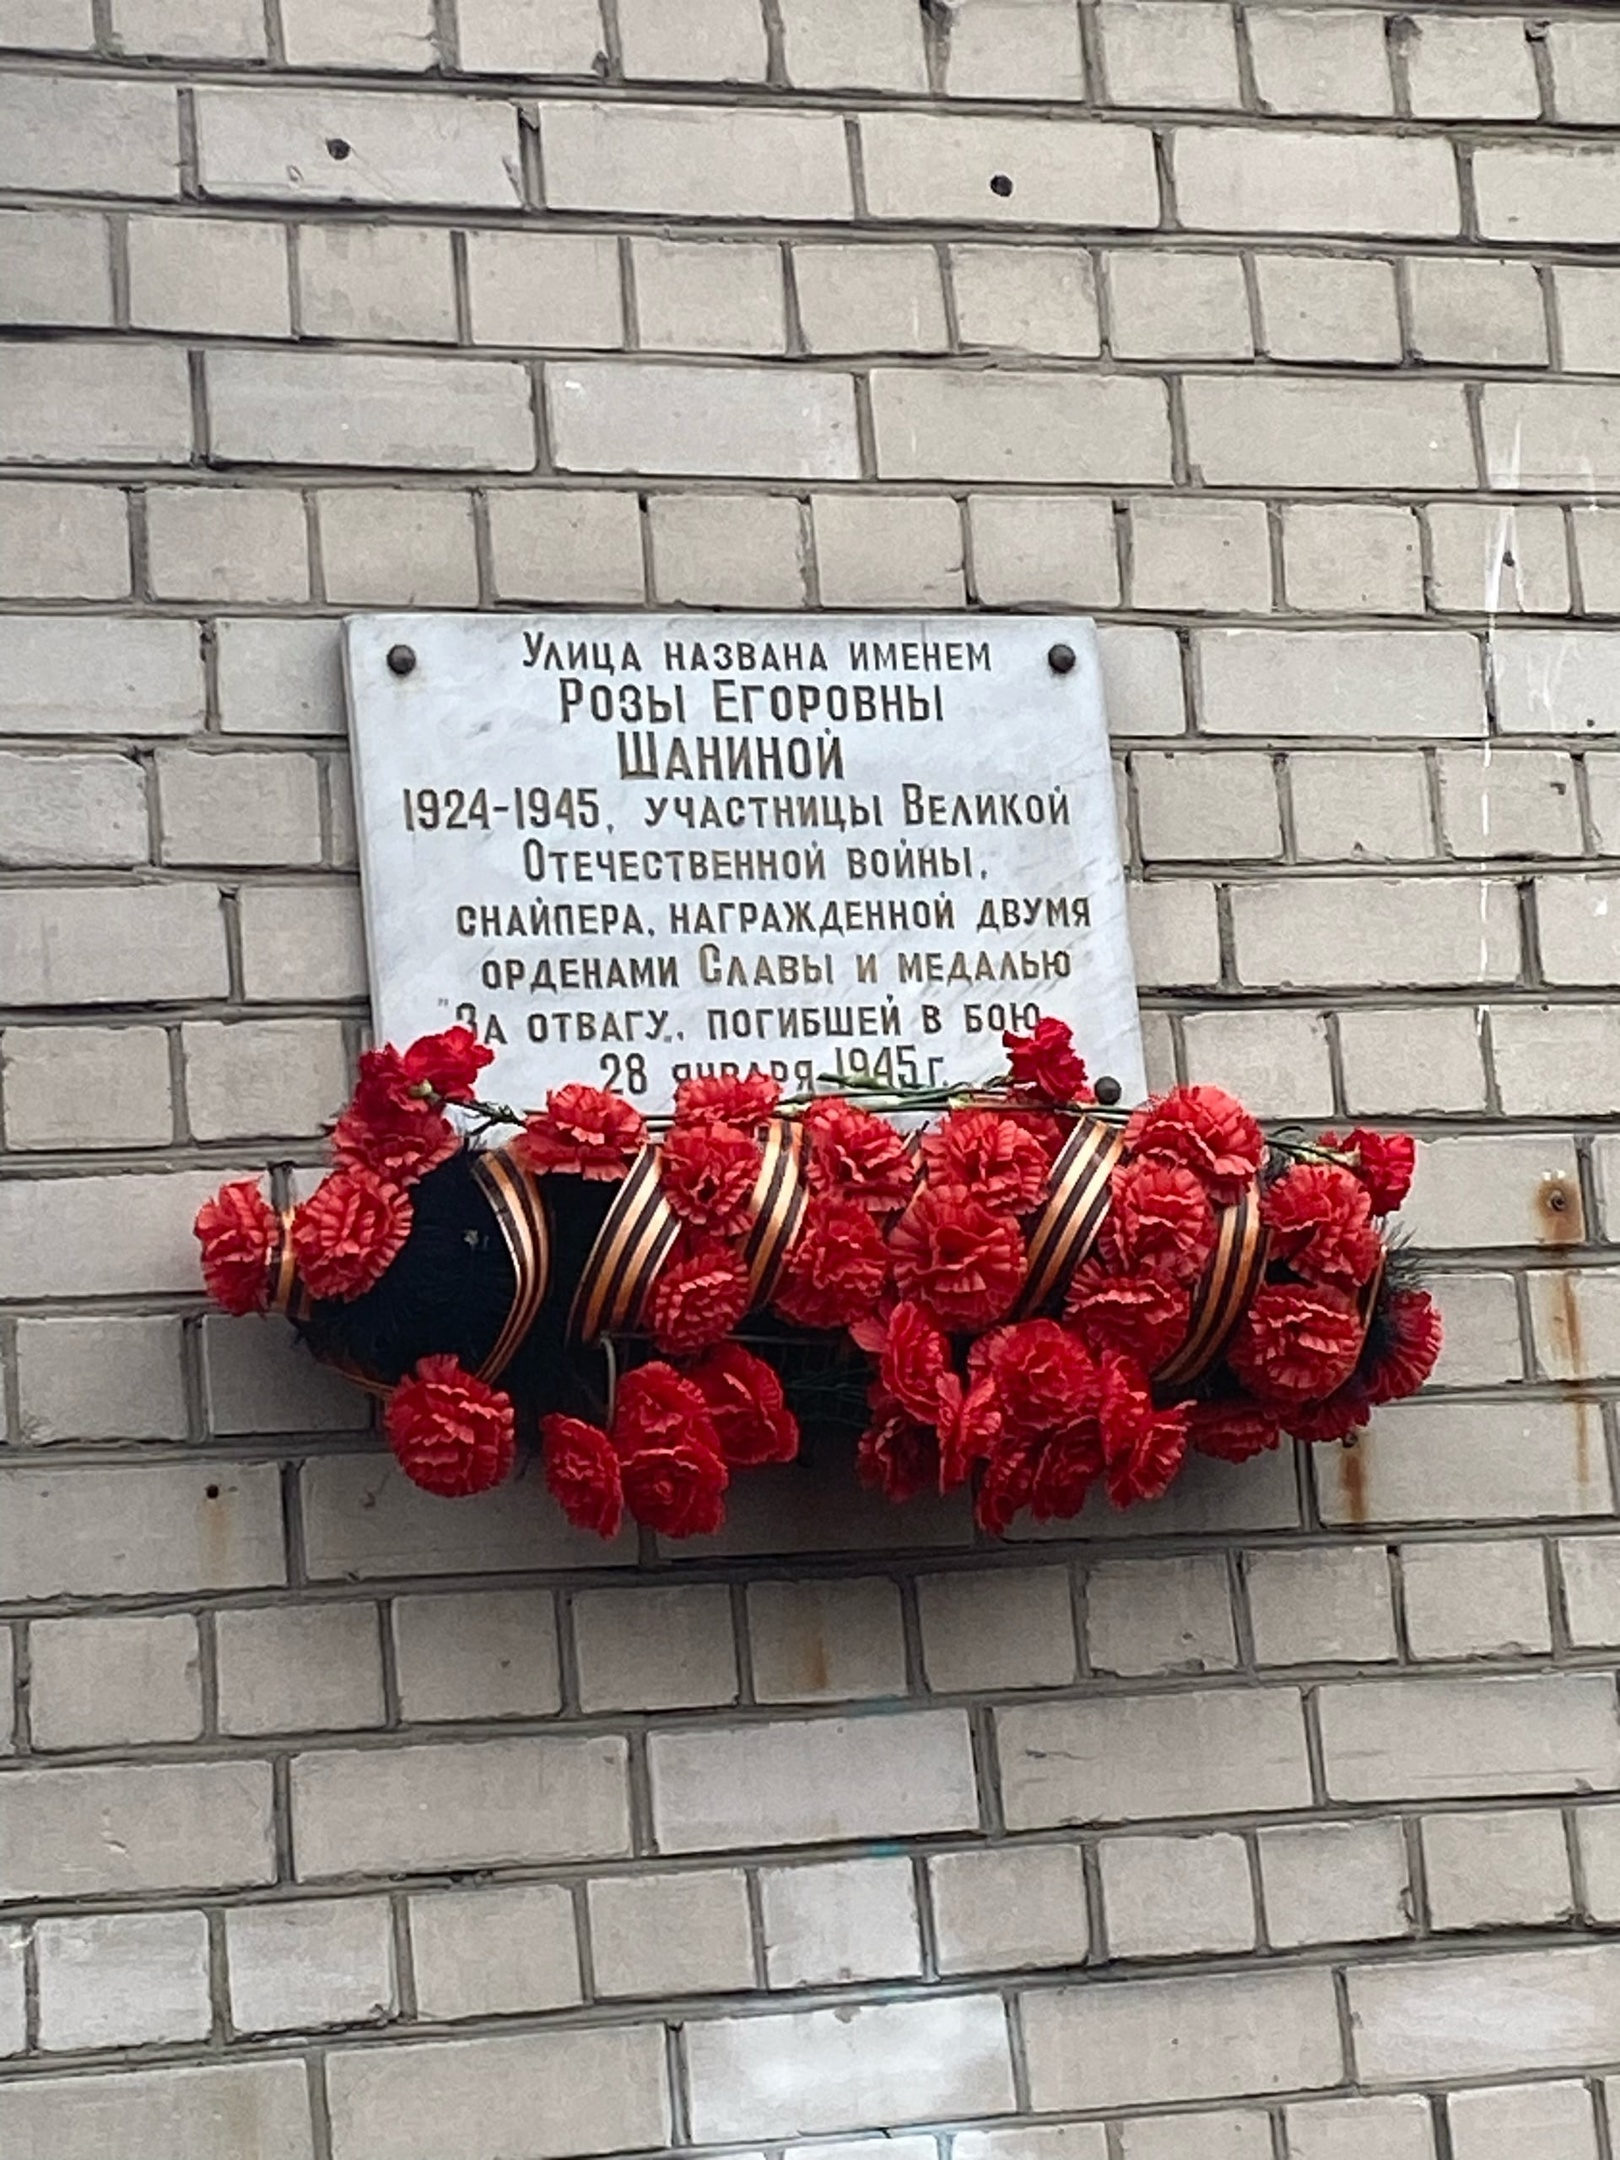 Улица названа именем
Розы Егоровны
Шаниной
1924-1945, участницы Великой
Отечественной войны,
снайпера, награжденной двумя
орденами Славы и медалью
"За отвагу„, погибшей в бою
28 января 1945 г.